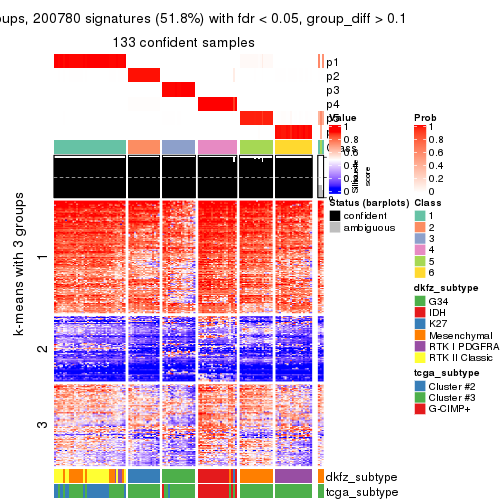 oups, 200780 signatures (51.8%) with fdr < 0.05, group_diff > 0.1
133 confident samples
p1
p2
p3
p4
Value
1
0.8
0.6
0.4
0.2
0
Prob
1
0.8
0.6
0.4
0.2
0
Silhouette
score
Status (barplots)
confident
ambiguous
Class
1
2
3
4
5
6
dkfz_subtype
G34
IDH
K27
Mesenchymal
RTK I PDGFRA
RTK II Classic
tcga_subtype
Cluster #2
Cluster #3
G-CIMP+
k-means with 3 groups
1
2
3
dkfz_subtype
tcga_subtype